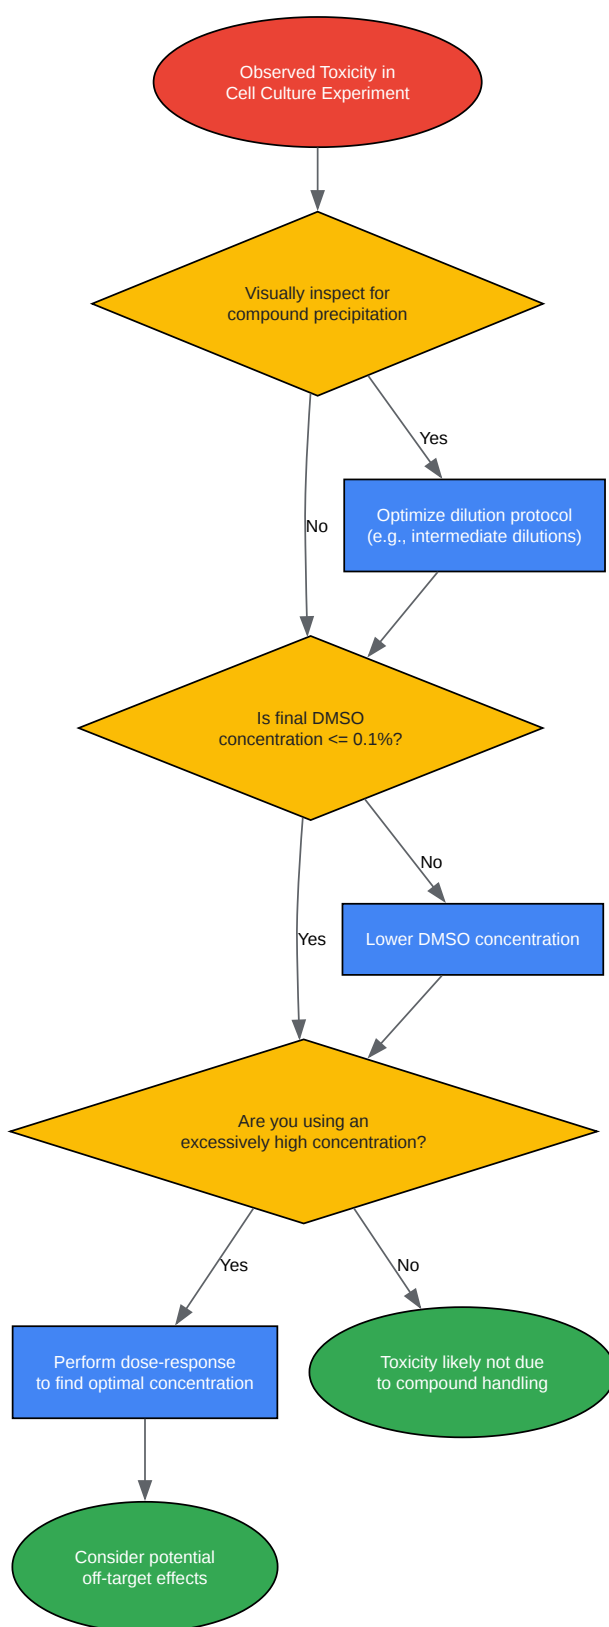 Observed Toxicity in
Cell Culture Experiment
Visually inspect for
compound precipitation
Yes
Optimize dilution protocol
(e.g., intermediate dilutions)
No
Is final DMSO
concentration <= 0.1%?
No
Lower DMSO concentration
Yes
Are you using an
excessively high concentration?
Yes
No
Perform dose-response
to find optimal concentration
Toxicity likely not due
to compound handling
Consider potential
off-target effects